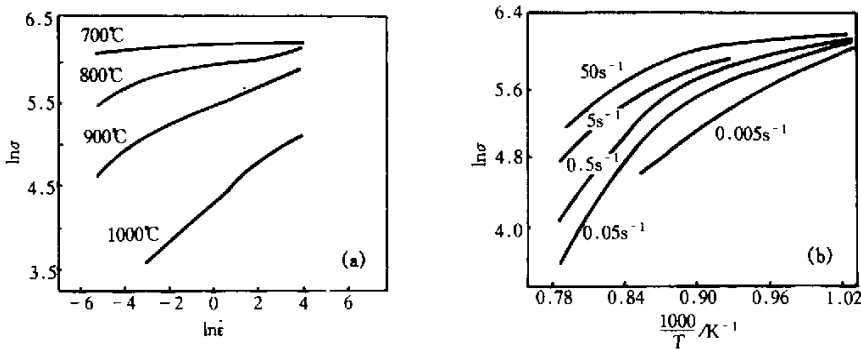 6.5
5.5
4.5
3.5
lnσ
700℃
800℃
900℃
1000℃
(a)
−6 −4 −2 0 2 4 6
lnε̇
6.4
5.6
4.8
4.0
lnσ
50s⁻¹
5s⁻¹
0.5s⁻¹
0.05s⁻¹
0.005s⁻¹
(b)
0.78 0.84 0.90 0.96 1.02
1000/T /K⁻¹